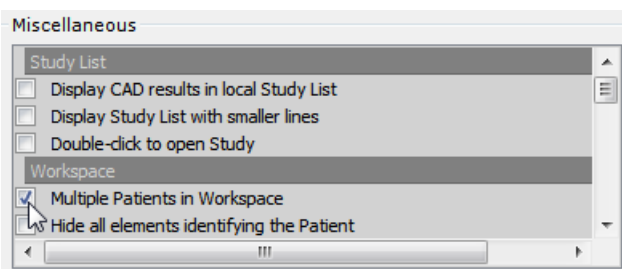 Miscellaneous
Study List
Display CAD results in local Study List
Display Study List with smaller lines
Double-click to open Study
Workspace
Multiple Patients in Workspace
Hide all elements identifying the Patient